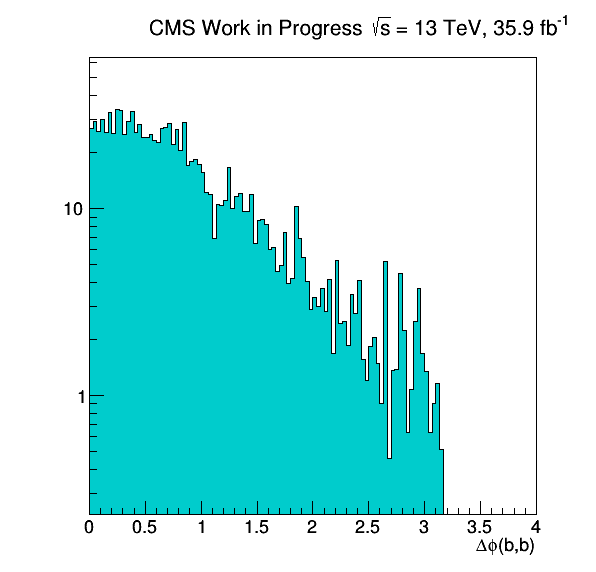 CMS Work in Progress √s = 13 TeV, 35.9 fb⁻¹
10
1
0 0.5 1 1.5 2 2.5 3 3.5 4
Δϕ(b,b)